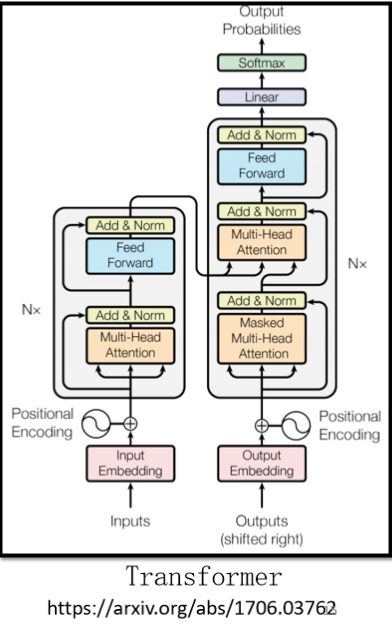 Output
Probabilities
Softmax
Linear
Add & Norm
Feed
Forward
Add & Norm
Multi-Head
Attention
Nx
Add & Norm
Masked
Multi-Head
Attention
Add & Norm
Feed
Forward
Nx
Add & Norm
Multi-Head
Attention
Positional
Encoding
Positional
Encoding
Input
Embedding
Output
Embedding
Inputs
Outputs
(shifted right)
Transformer
https://arxiv.org/abs/1706.03762